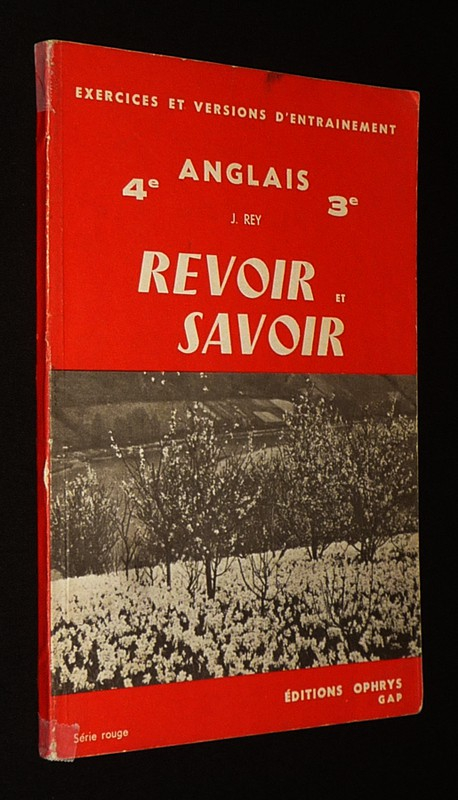 EXERCICES ET VERSIONS D'ENTRAINEMENT
ANGLAIS
4e 3e
J. REY
REVOIR ET
SAVOIR
ÉDITIONS OPHRYS
GAP
Série rouge